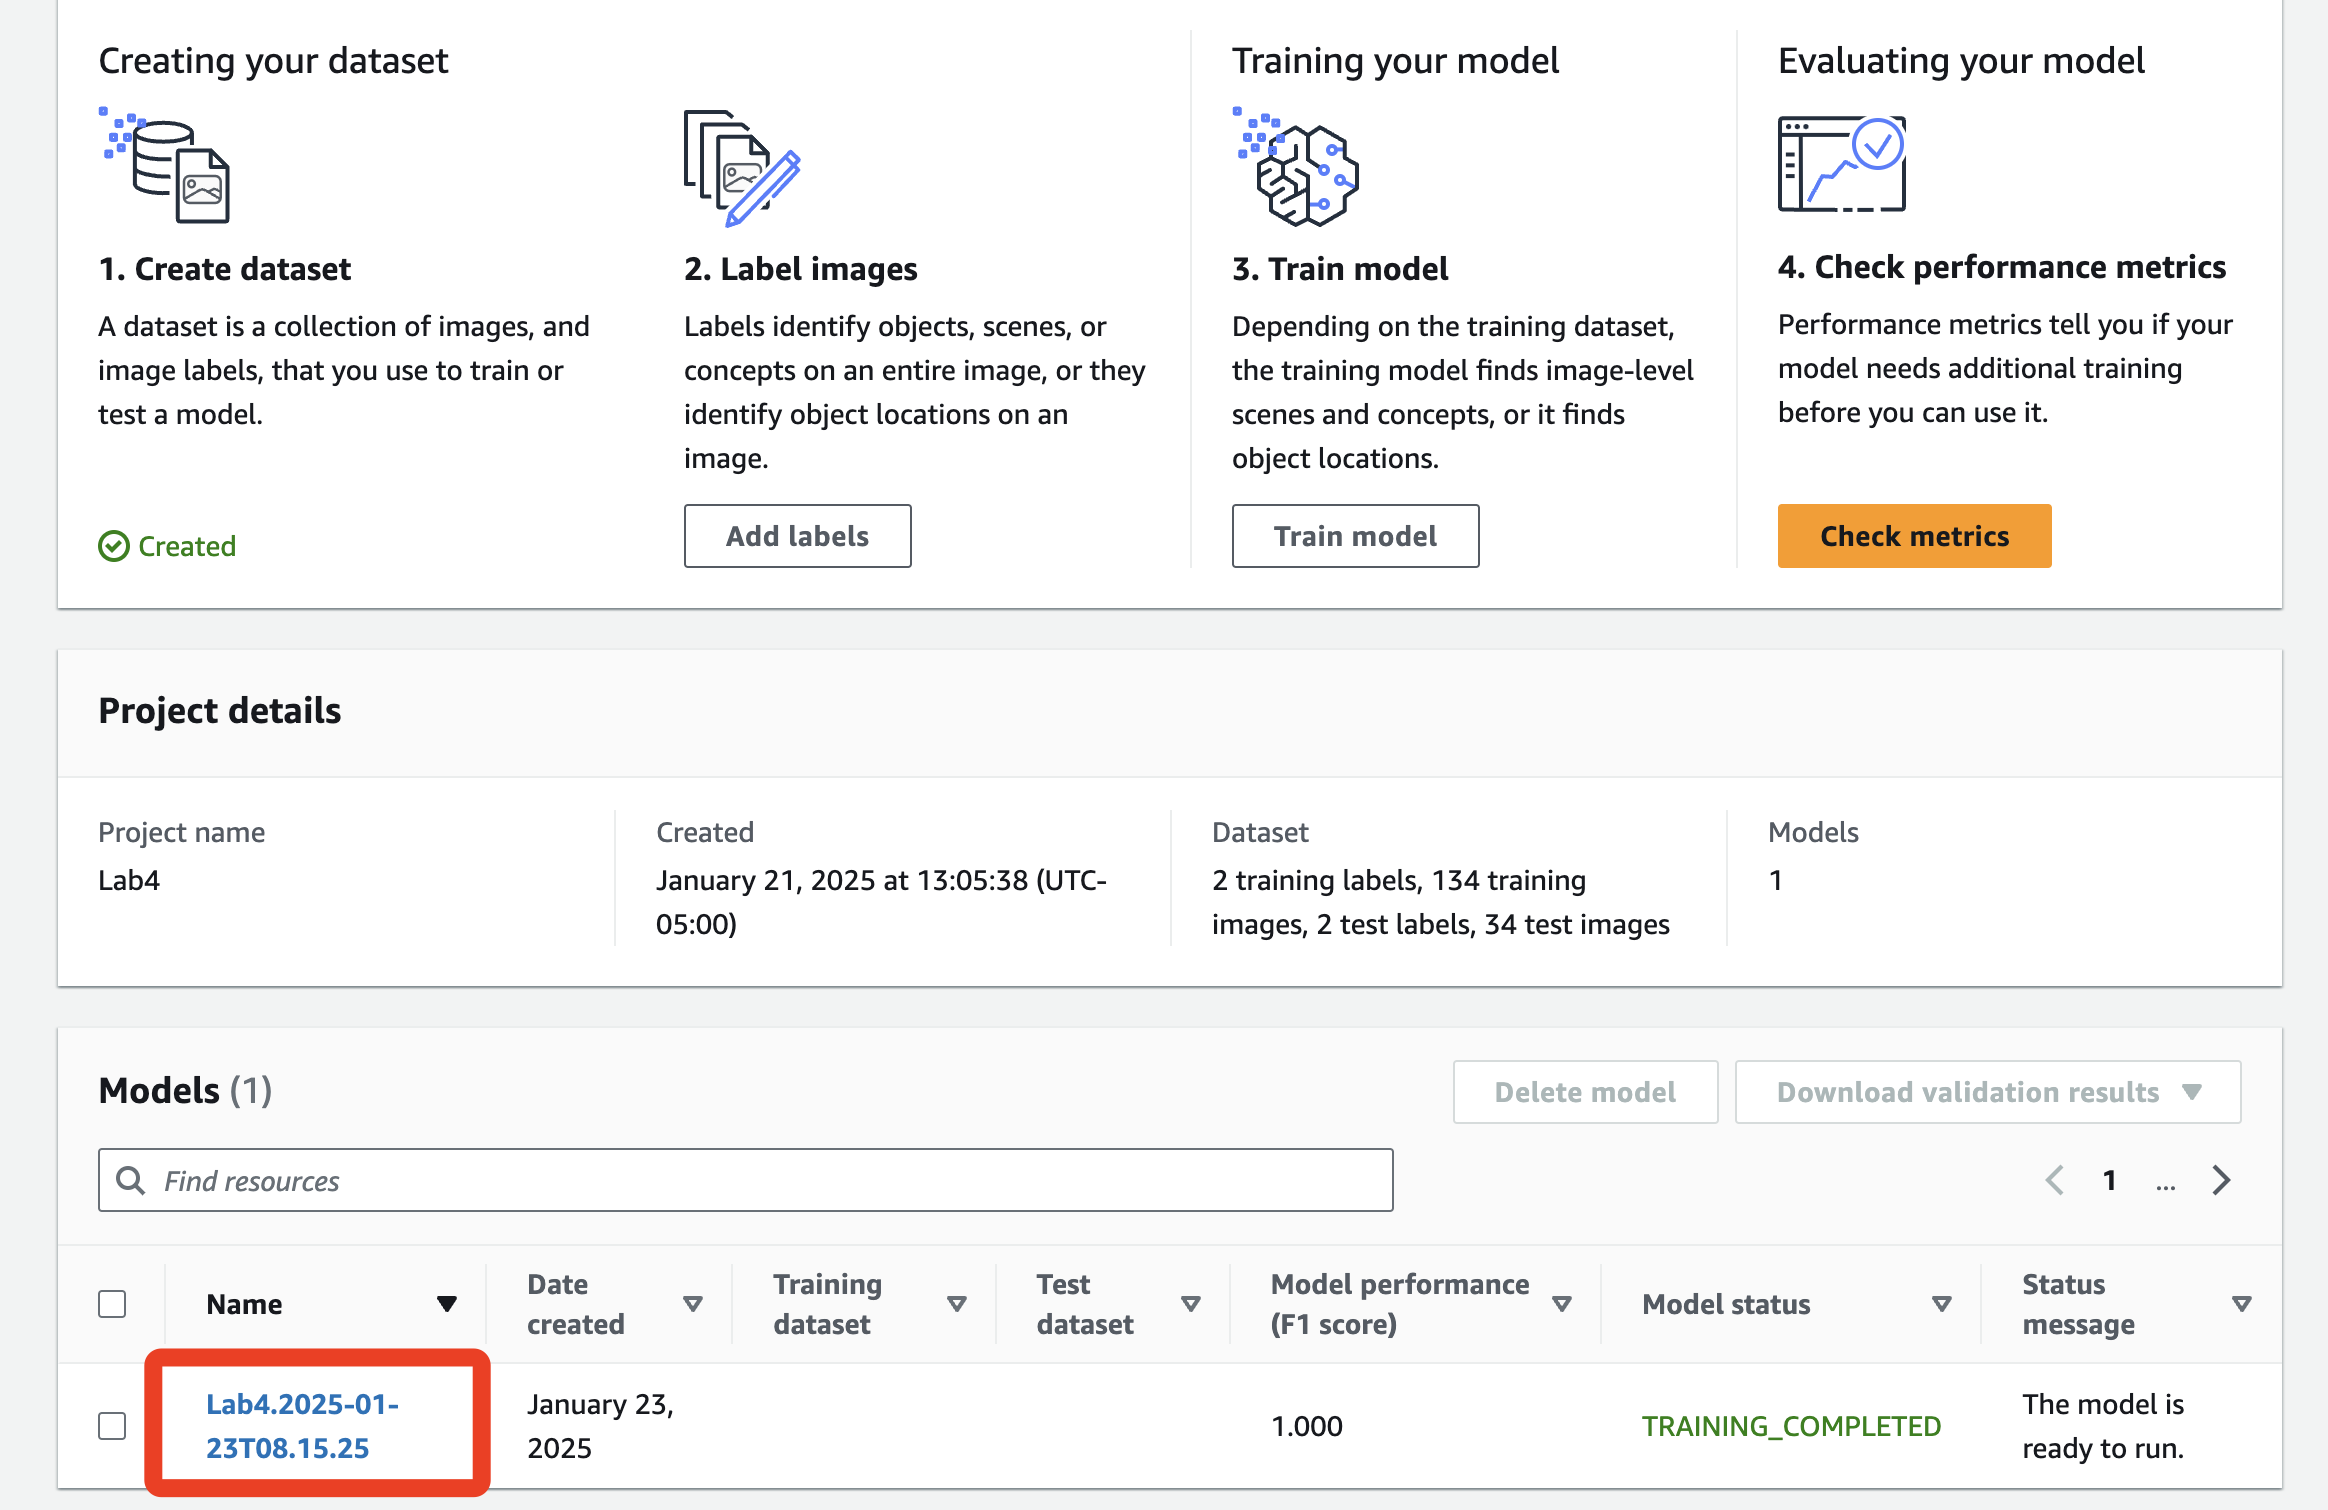 Creating your dataset
Training your model
Evaluating your model
1. Create dataset
A dataset is a collection of images, and
image labels, that you use to train or
test a model.
Created
2. Label images
Labels identify objects, scenes, or
concepts on an entire image, or they
identify object locations on an
image.
Add labels
3. Train model
Depending on the training dataset,
the training model finds image-level
scenes and concepts, or it finds
object locations.
Train model
4. Check performance metrics
Performance metrics tell you if your
model needs additional training
before you can use it.
Check metrics
Project details
Project name
Lab4
Created
January 21, 2025 at 13:05:38 (UTC-
05:00)
Dataset
2 training labels, 134 training
images, 2 test labels, 34 test images
Models
1
Models (1)
Delete model
Download validation results
Find resources
1 ...
Name
Date
created
Training
dataset
Test
dataset
Model performance
(F1 score)
Model status
Status
message
Lab4.2025-01-
23T08.15.25
January 23,
2025
1.000
TRAINING_COMPLETED
The model is
ready to run.